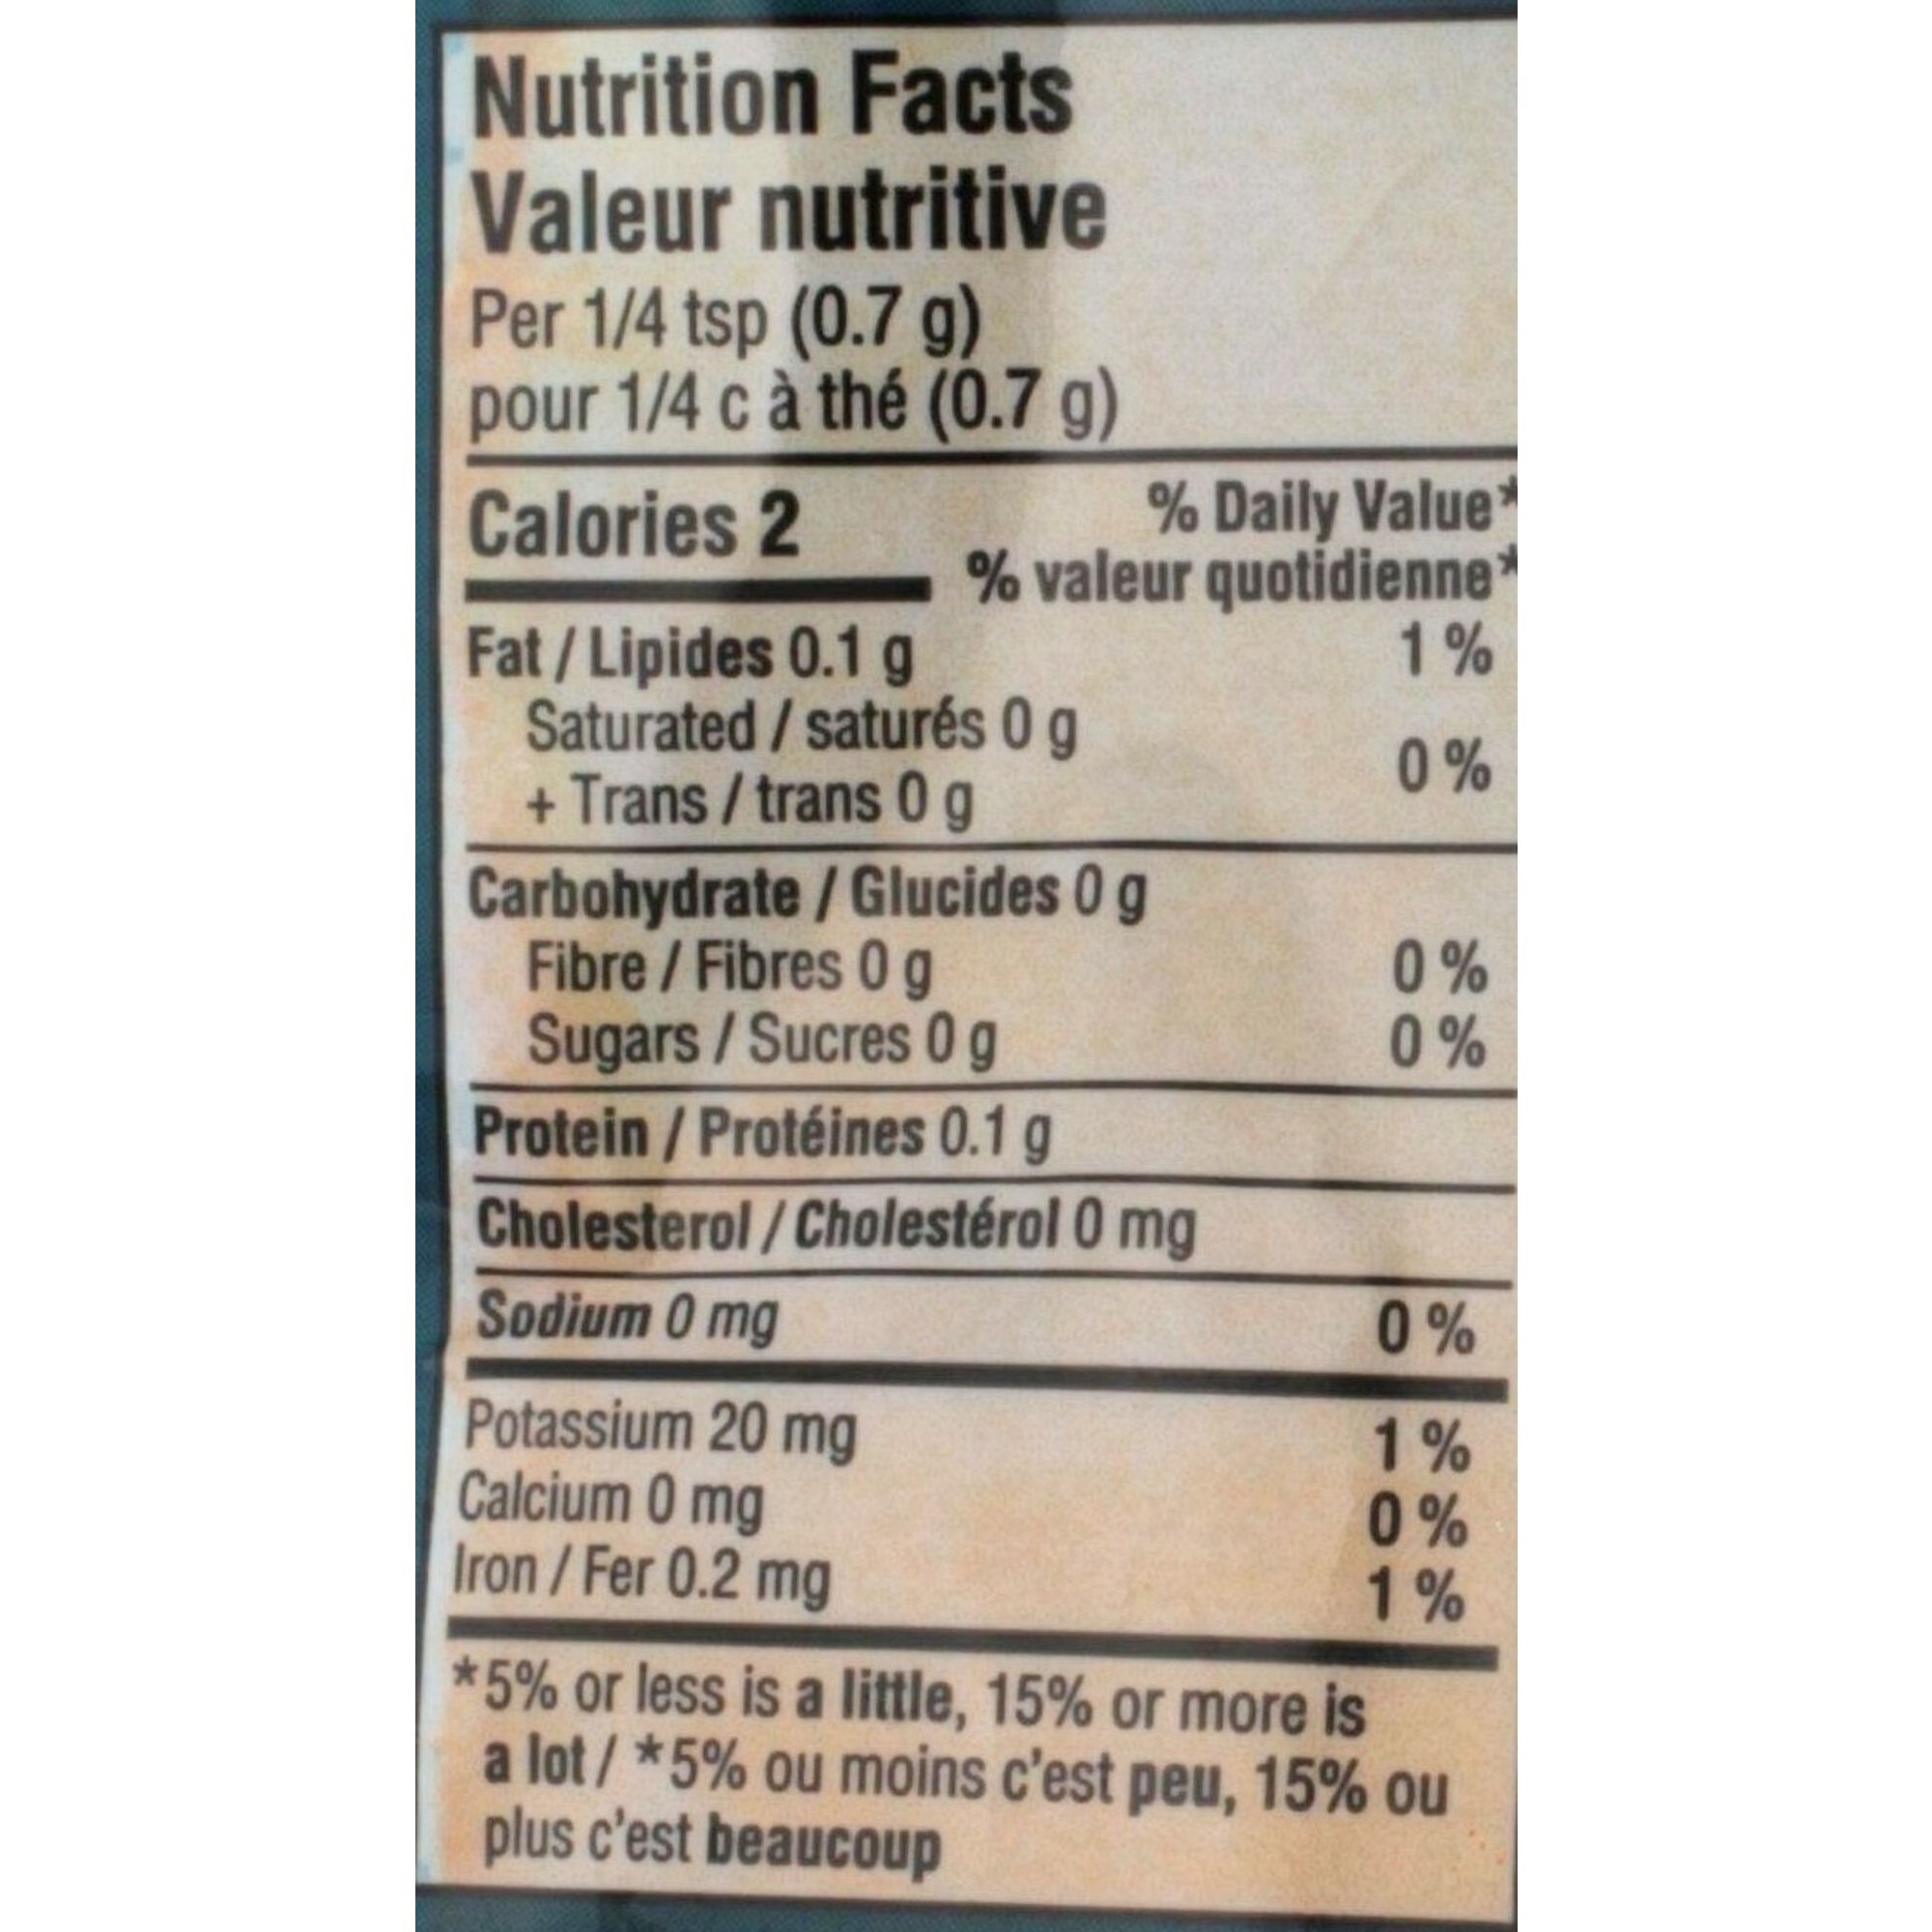 Nutrition Facts
Valeur nutritive
Per 1/4 tsp (0.7 g)
pour 1/4 c à thé (0.7 g)
Calories 2
% Daily Value*
% valeur quotidienne*
Fat / Lipides 0.1 g 1 %
Saturated / saturés 0 g
+ Trans / trans 0 g 0 %
Carbohydrate / Glucides 0 g
Fibre / Fibres 0 g 0 %
Sugars / Sucres 0 g 0 %
Protein / Protéines 0.1 g
Cholesterol / Cholestérol 0 mg
Sodium 0 mg 0 %
Potassium 20 mg 1 %
Calcium 0 mg 0 %
Iron / Fer 0.2 mg 1 %
*5% or less is a little, 15% or more is
a lot / *5% ou moins c'est peu, 15% ou
plus c'est beaucoup